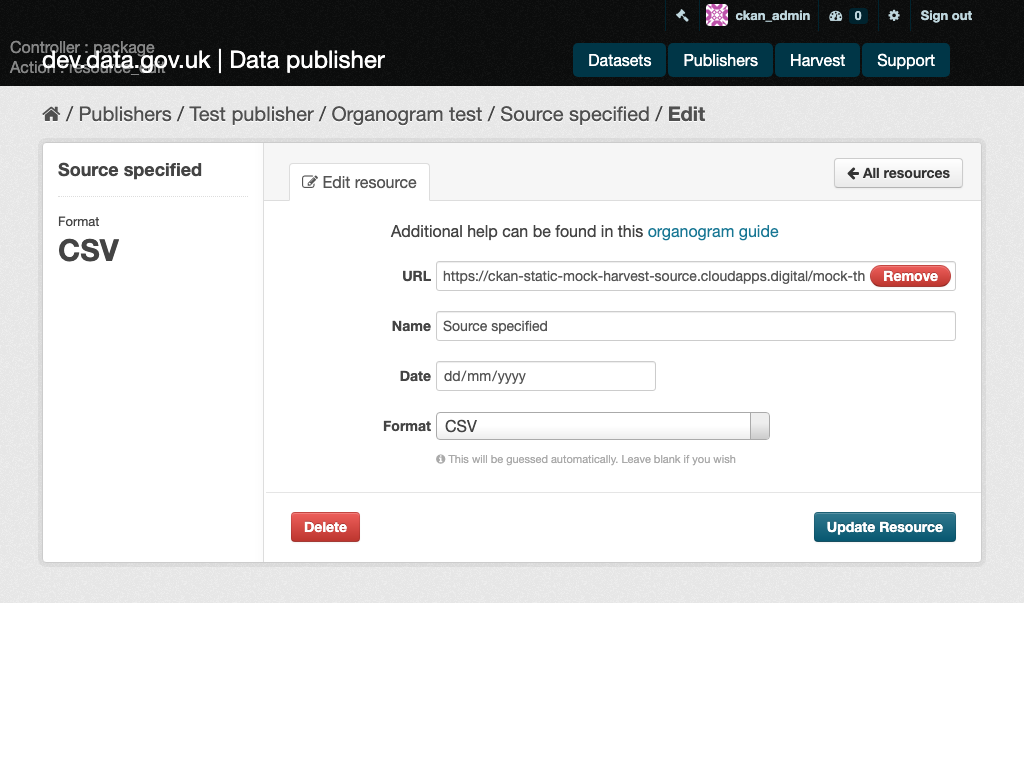 ckan_admin 0 Sign out
Controller : package
Action : resource_edit
dev.data.gov.uk | Data publisher
Datasets Publishers Harvest Support
/ Publishers / Test publisher / Organogram test / Source specified / Edit
Source specified
Format
CSV
Edit resource
All resources
Additional help can be found in this organogram guide
URL https://ckan-static-mock-harvest-source.cloudapps.digital/mock-th Remove
Name Source specified
Date dd/mm/yyyy
Format CSV
This will be guessed automatically. Leave blank if you wish
Delete Update Resource